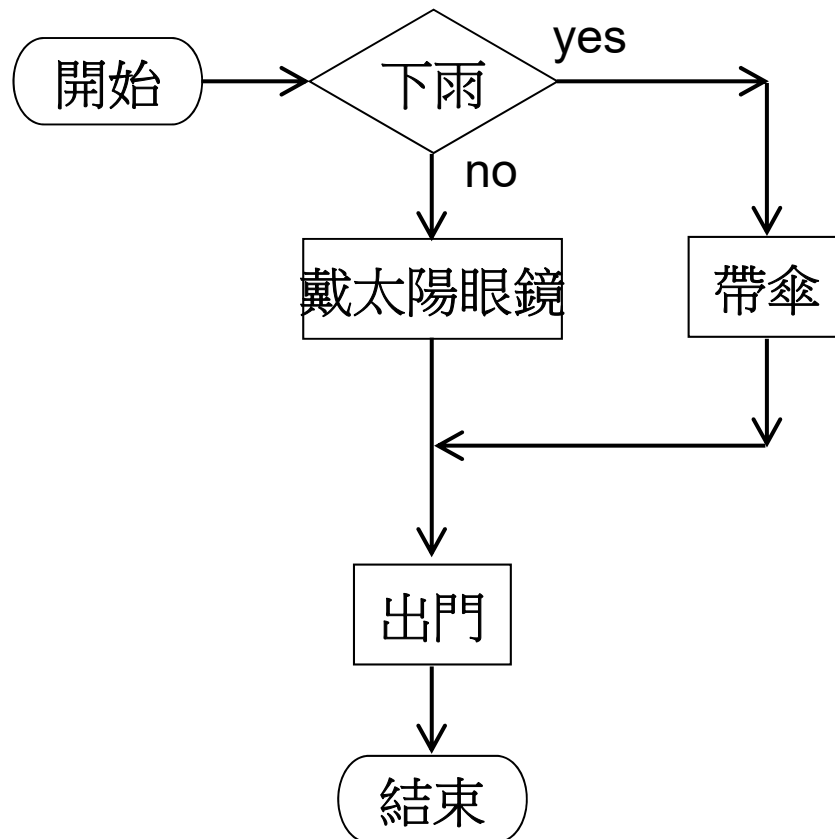 開始
下雨
yes
no
戴太陽眼鏡
帶傘
出門
結束